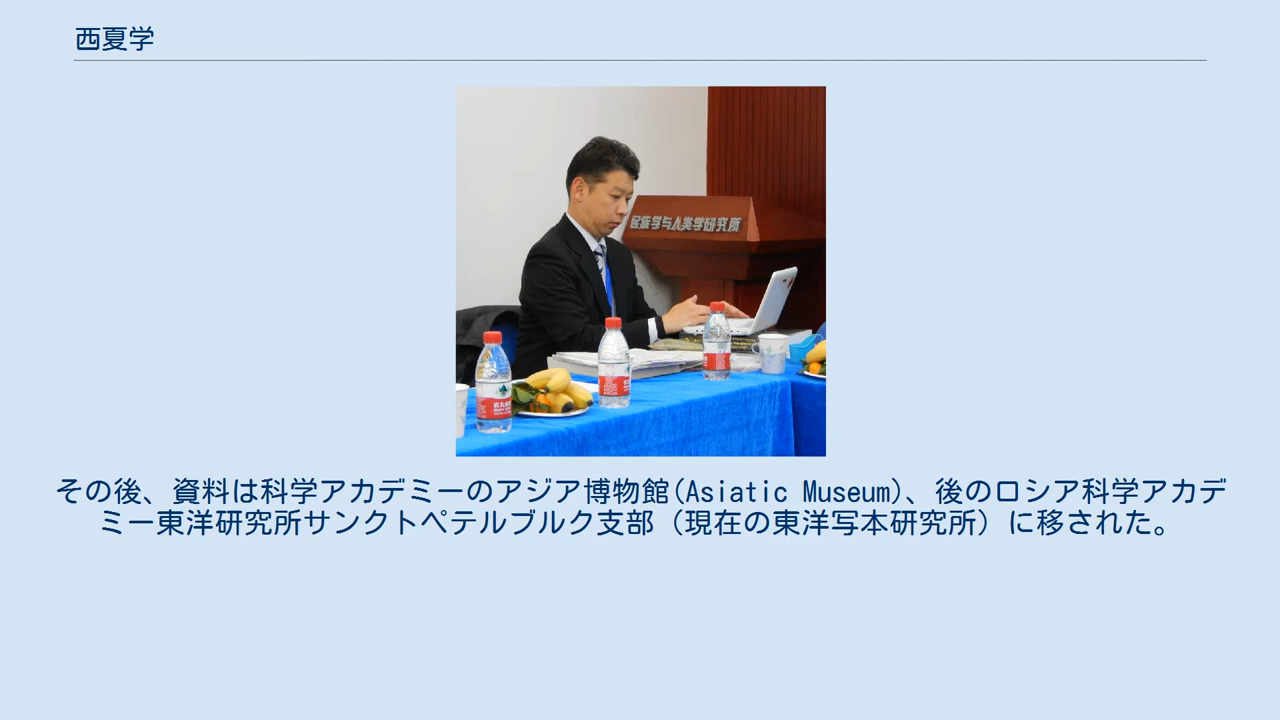 西夏学
民族学与人类学研究所
その後、資料は科学アカデミーのアジア博物館(Asiatic Museum)、後のロシア科学アカデ
ミー東洋研究所サンクトペテルブルク支部（現在の東洋写本研究所）に移された。